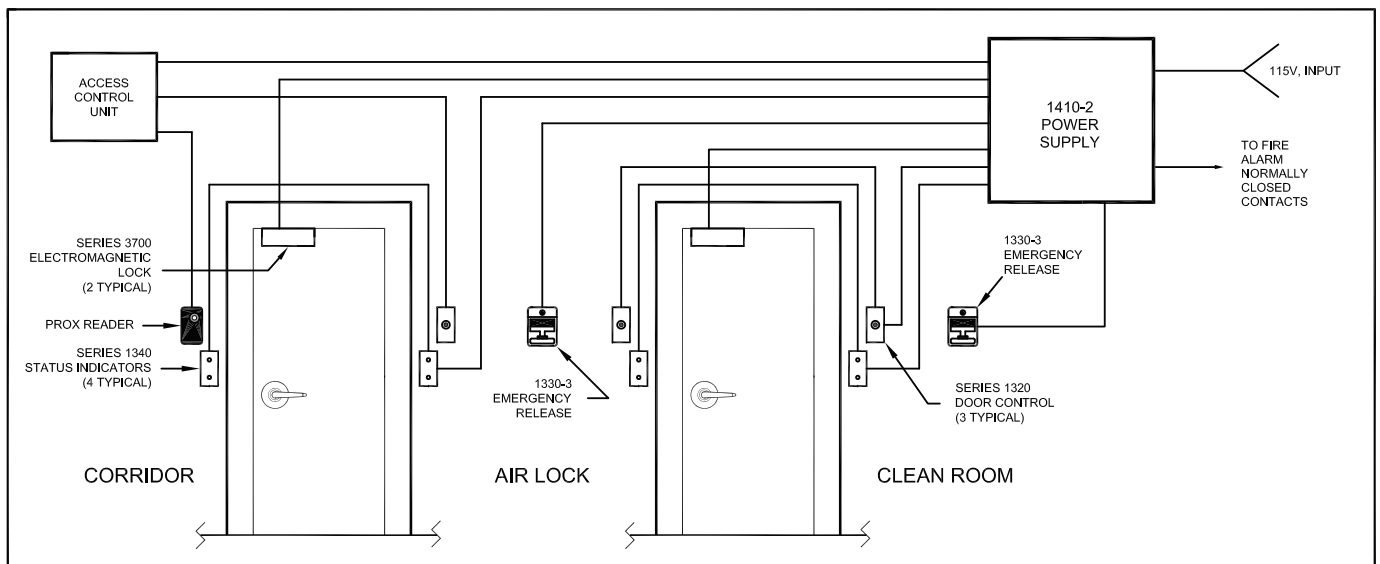 ACCESS
CONTROL
UNIT
1410-2
POWER
SUPPLY
115V, INPUT
TO FIRE
ALARM
NORMALLY
CLOSED
CONTACTS
SERIES 3700
ELECTROMAGNETIC
LOCK
(2 TYPICAL)
PROX READER
SERIES 1340
STATUS INDICATORS
(4 TYPICAL)
1330-3
EMERGENCY
RELEASE
1330-3
EMERGENCY
RELEASE
SERIES 1320
DOOR CONTROL
(3 TYPICAL)
CORRIDOR
AIR LOCK
CLEAN ROOM